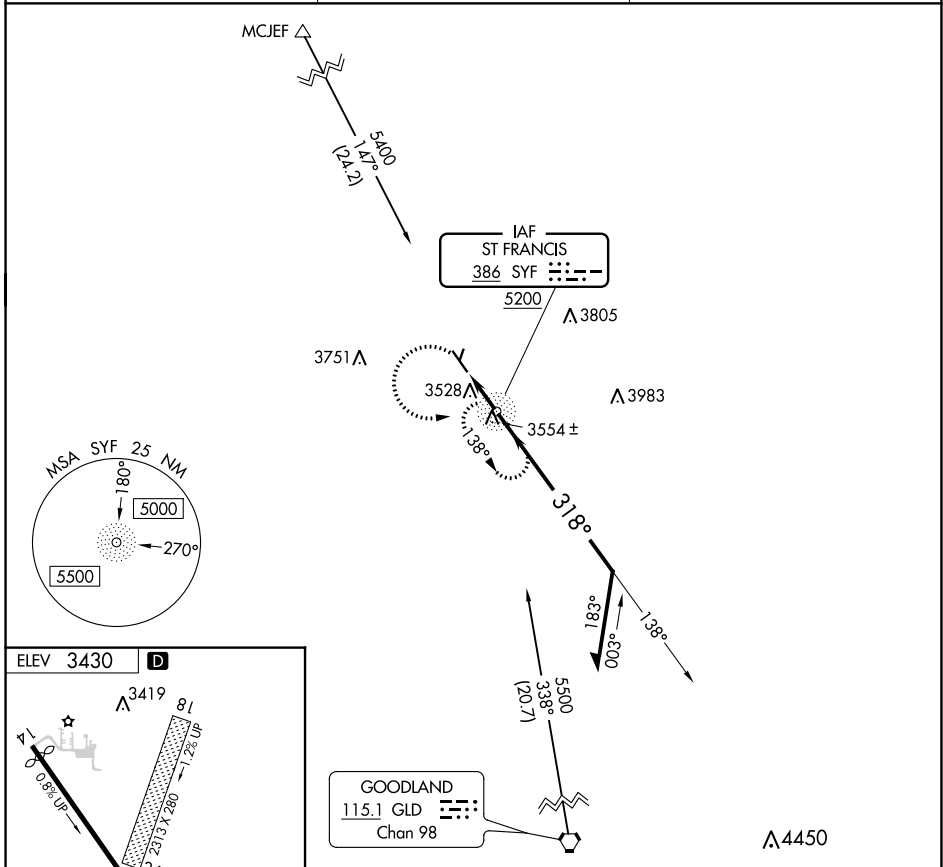 MCJEF
5400
147°
(24.2)
IAF
ST FRANCIS
386 SYF
5200
3805
3751
3528
3983
3554±
138°
318°
MSA SYF 25 NM
180°
5000
270°
5500
183°
003°
138°
5500
338°
(20.7)
ELEV 3430 D
3419
18
14
1.2% UP
0.8% UP
2313 X 280
GOODLAND
115.1 GLD
Chan 98
4450